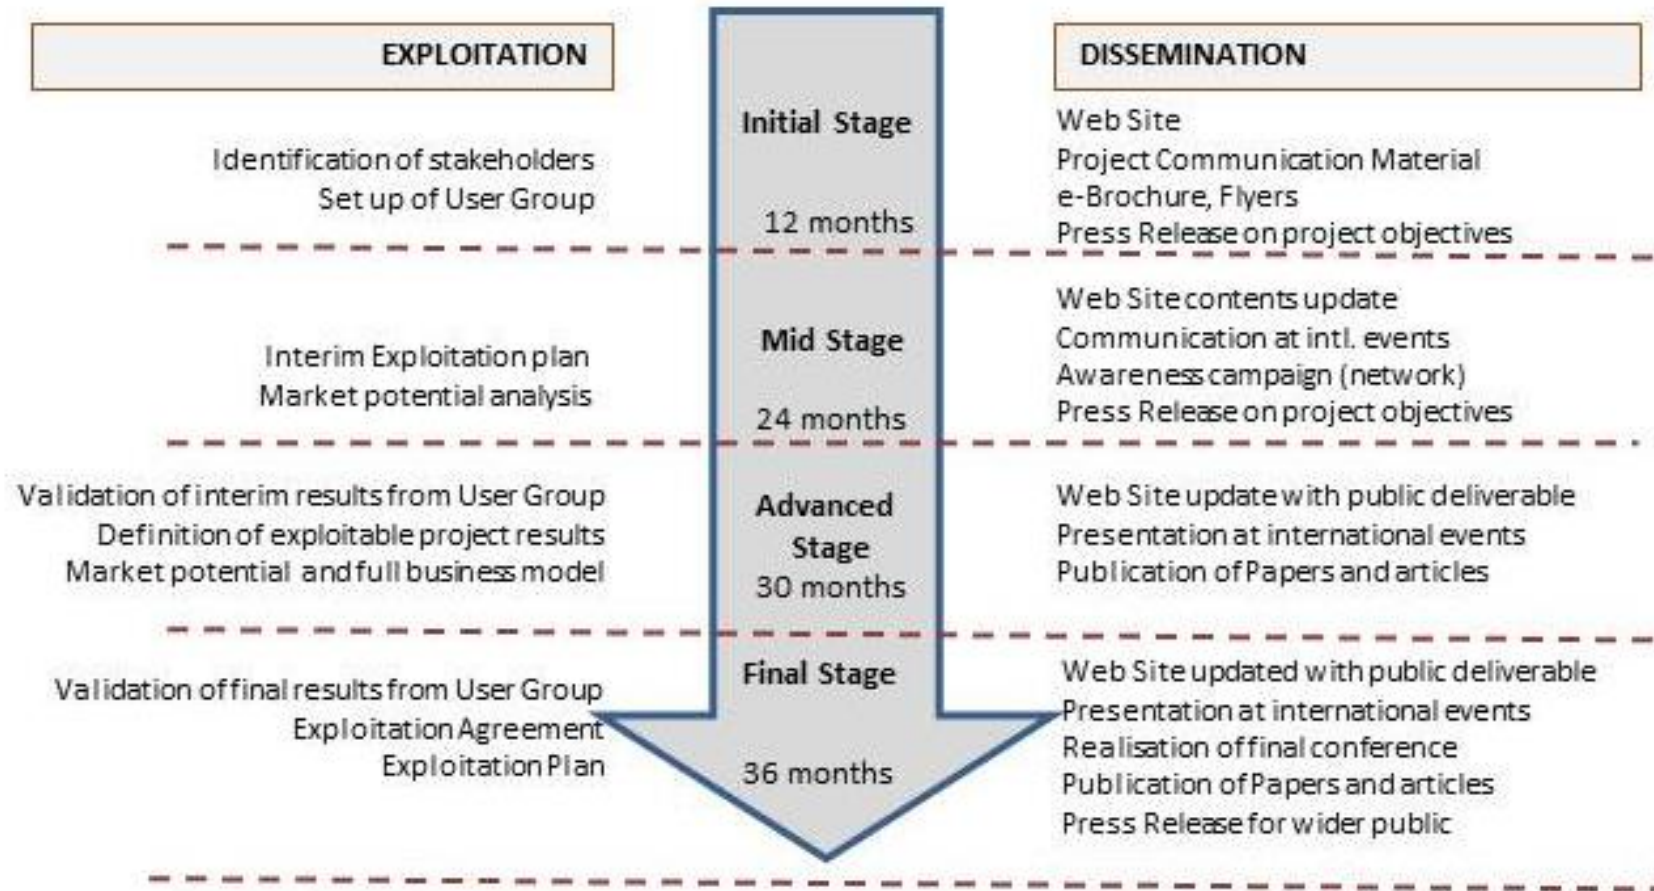 EXPLOITATION
DISSEMINATION
Identification of stakeholders
Set up of User Group
Initial Stage
12 months
Web Site
Project Communication Material
e-Brochure, Flyers
Press Release on project objectives
Interim Exploitation plan
Market potential analysis
Mid Stage
24 months
Web Site contents update
Communication at intl. events
Awareness campaign (network)
Press Release on project objectives
Validation of interim results from User Group
Definition of exploitable project results
Market potential and full business model
Advanced
Stage
30 months
Web Site update with public deliverable
Presentation at international events
Publication of Papers and articles
Validation of final results from User Group
Exploitation Agreement
Exploitation Plan
Final Stage
36 months
Web Site updated with public deliverable
Presentation at international events
Realisation of final conference
Publication of Papers and articles
Press Release for wider public